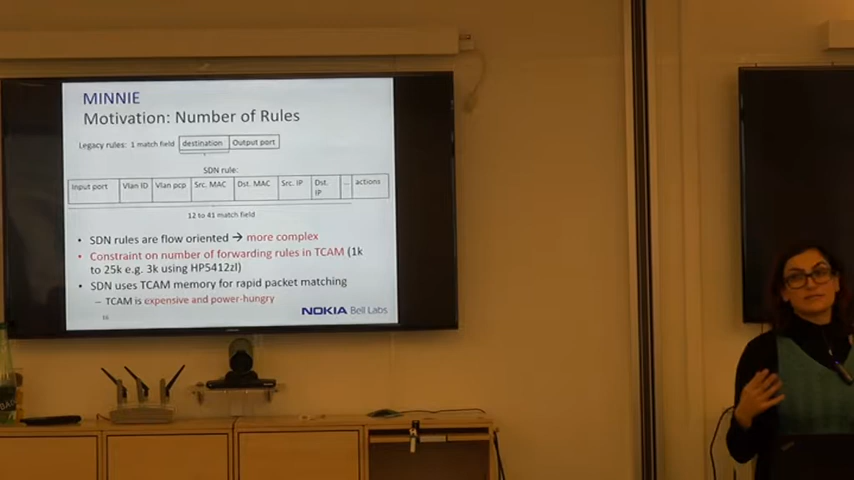 MINNIE
Motivation: Number of Rules
Legacy rules: 1 match field destination Output port
SDN rule:
Input port Vlan ID Vlan pcp Src. MAC Dst. MAC Src. IP Dst. IP ... actions
12 to 41 match field
• SDN rules are flow oriented → more complex
• Constraint on number of forwarding rules in TCAM (1k
to 25k e.g. 3k using HP5412zl)
• SDN uses TCAM memory for rapid packet matching
– TCAM is expensive and power-hungry
16
NOKIA Bell Labs